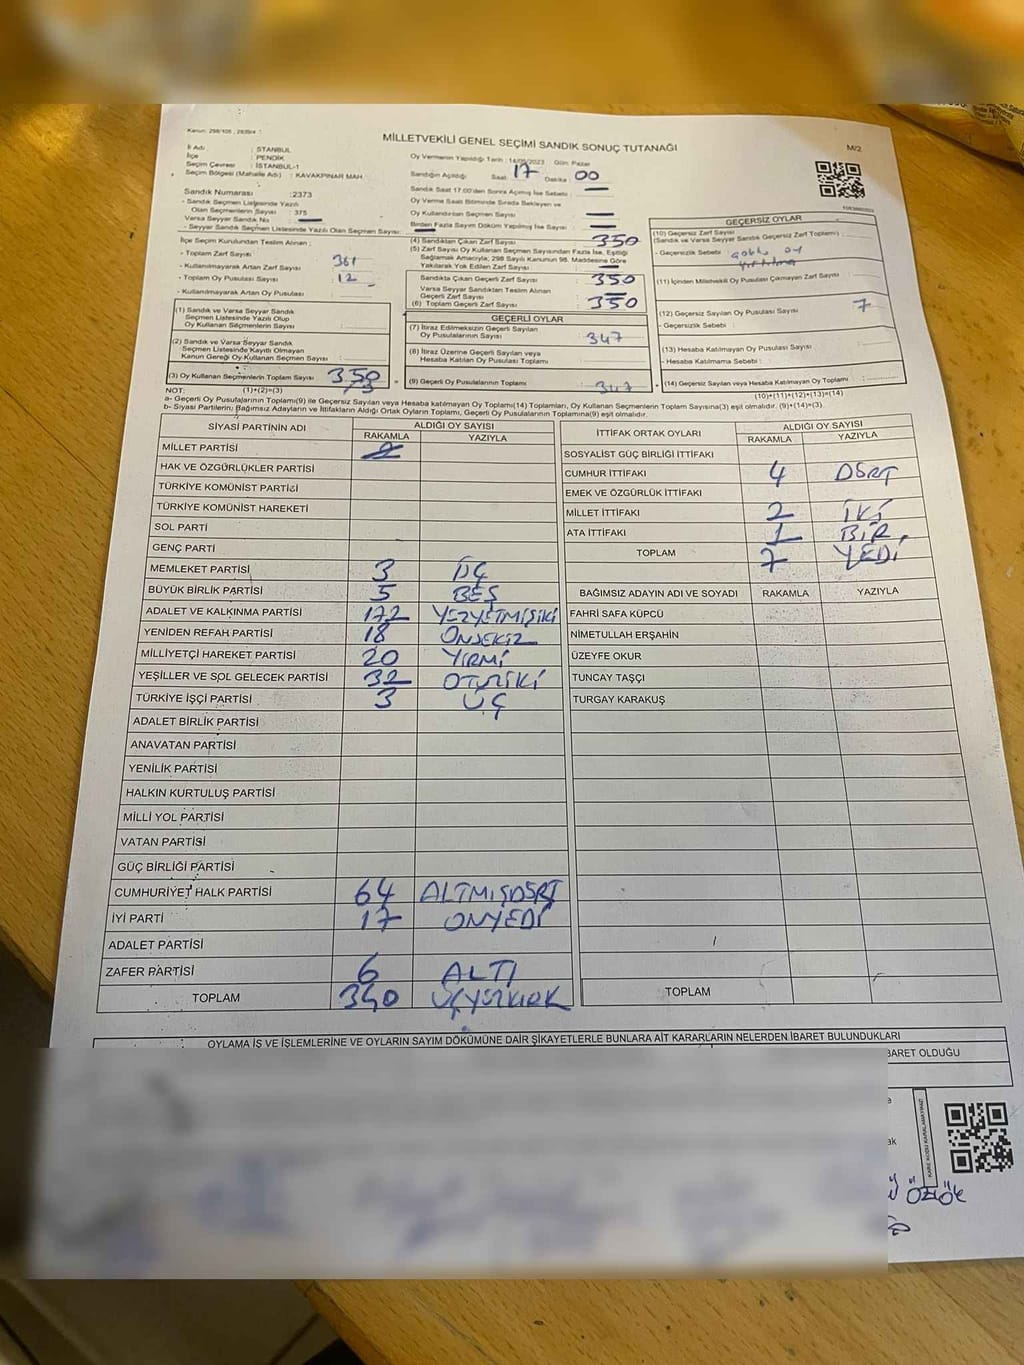 Kanun: 298/105 , 2839/4
MİLLETVEKİLİ GENEL SEÇİMİ SANDIK SONUÇ TUTANAĞI
M/2
İl Adı : İSTANBUL
İlçe : PENDİK
Seçim Çevresi : İSTANBUL-1
Seçim Bölgesi (Mahalle Adı) : KAVAKPINAR MAH.
Oy Vermenin Yapıldığı Tarih : 14/05/2023 Gün: Pazar
Sandığın Açıldığı Saat 17 Dakika 00
Sandık Saat 17:00'den Sonra Açılmış İse Sebebi :
Oy Verme Saati Bitiminde Sırada Bekleyen ve
Oy Kullandırılan Seçmen Sayısı
Birden Fazla Sayım Döküm Yapılmış İse Sayısı :
Sandık Numarası :2373
- Sandık Seçmen Listesinde Yazılı
Olan Seçmenlerin Sayısı : 375
Varsa Seyyar Sandık No
- Seyyar Sandık Seçmen Listesinde Yazılı Olan Seçmen Sayısı:
İlçe Seçim Kurulundan Teslim Alınan :
- Toplam Zarf Sayısı 361
- Kullanılmayarak Artan Zarf Sayısı
- Toplam Oy Pusulası Sayısı 12
- Kullanılmayarak Artan Oy Pusulası
(1) Sandık ve Varsa Seyyar Sandık
Seçmen Listesinde Yazılı Olup
Oy Kullanan Seçmenlerin Sayısı
(2) Sandık ve Varsa Seyyar Sandık
Seçmen Listesinde Kayıtlı Olmayan
Kanun Gereği Oy Kullanan Seçmen Sayısı
(3) Oy Kullanan Seçmenlerin Toplam Sayısı : 350
(1)+(2)=(3)
(4) Sandıktan Çıkan Zarf Sayısı 350
(5) Zarf Sayısı Oy Kullanan Seçmen Sayısından Fazla İse, Eşitliği
Sağlamak Amacıyla; 298 Sayılı Kanunun 98. Maddesine Göre
Yakılarak Yok Edilen Zarf Sayısı
Sandıkta Çıkan Geçerli Zarf Sayısı 350
Varsa Seyyar Sandıktan Teslim Alınan
Geçerli Zarf Sayısı
(6) Toplam Geçerli Zarf Sayısı 350
GEÇERLİ OYLAR
(7) İtiraz Edilmeksizin Geçerli Sayılan
Oy Pusulalarının Sayısı 347
(8) İtiraz Üzerine Geçerli Sayılan veya
Hesaba Katılan Oy Pusulası Toplamı
(9) Geçerli Oy Pusulalarının Toplamı 347
GEÇERSİZ OYLAR
(10) Geçersiz Zarf Sayısı
(Sandık ve Varsa Seyyar Sandık Geçersiz Zarf Toplamı)
- Geçersizlik Sebebi :
(11) İçinden Milletvekili Oy Pusulası Çıkmayan Zarf Sayısı
(12) Geçersiz Sayılan Oy Pusulası Sayısı 7
- Geçersizlik Sebebi :
(13) Hesaba Katılmayan Oy Pusulası Sayısı
- Hesaba Katılmama Sebebi :
(14) Geçersiz Sayılan veya Hesaba Katılmayan Oy Toplamı
(10)+(11)+(12)+(13)=(14)
NOT:
a- Geçerli Oy Pusulalarının Toplamı(9) ile Geçersiz Sayılan veya Hesaba Katılmayan Oy Toplamı(14) Toplamları, Oy Kullanan Seçmenlerin Toplam Sayısına(3) eşit olmalıdır. (9)+(14)=(3)
b- Siyasi Partilerin, Bağımsız Adayların ve İttifakların Aldığı Ortak Oyların Toplamı, Geçerli Oy Pusulalarının Toplamına(9) eşit olmalıdır.
SİYASİ PARTİNİN ADI ALDIĞI OY SAYISI
RAKAMLA YAZIYLA
MİLLET PARTİSİ
HAK VE ÖZGÜRLÜKLER PARTİSİ
TÜRKİYE KOMÜNİST PARTİSİ
TÜRKİYE KOMÜNİST HAREKETİ
SOL PARTİ
GENÇ PARTİ
MEMLEKET PARTİSİ 3 ÜÇ
BÜYÜK BİRLİK PARTİSİ 5 BEŞ
ADALET VE KALKINMA PARTİSİ 172 YÜZYETMİŞİKİ
YENİDEN REFAH PARTİSİ 18 ONSEKİZ
MİLLİYETÇİ HAREKET PARTİSİ 20 YİRMİ
YEŞİLLER VE SOL GELECEK PARTİSİ 32 OTUZİKİ
TÜRKİYE İŞÇİ PARTİSİ 3 ÜÇ
ADALET BİRLİK PARTİSİ
ANAVATAN PARTİSİ
YENİLİK PARTİSİ
HALKIN KURTULUŞ PARTİSİ
MİLLİ YOL PARTİSİ
VATAN PARTİSİ
GÜÇ BİRLİĞİ PARTİSİ
CUMHURİYET HALK PARTİSİ 64 ALTMIŞDÖRT
İYİ PARTİ 17 ONYEDİ
ADALET PARTİSİ
ZAFER PARTİSİ 6 ALTI
TOPLAM 340 ÜÇYÜZKIRK
İTTİFAK ORTAK OYLARI ALDIĞI OY SAYISI
RAKAMLA YAZIYLA
SOSYALİST GÜÇ BİRLİĞİ İTTİFAKI
CUMHUR İTTİFAKI 4 DÖRT
EMEK VE ÖZGÜRLÜK İTTİFAKI
MİLLET İTTİFAKI 2 İKİ
ATA İTTİFAKI 1 BİR
TOPLAM 7 YEDİ
BAĞIMSIZ ADAYIN ADI VE SOYADI RAKAMLA YAZIYLA
FAHRİ SAFA KÜPCÜ
NİMETULLAH ERŞAHİN
ÜZEYFE OKUR
TUNCAY TAŞÇI
TURGAY KARAKUŞ
TOPLAM
OYLAMA İŞ VE İŞLEMLERİNE VE OYLARIN SAYIM DÖKÜMÜNE DAİR ŞİKAYETLERLE BUNLARA AİT KARARLARIN NELERDEN İBARET BULUNDUKLARI
BARET OLDUĞU
KARE KODU KARALAMAYINIZ